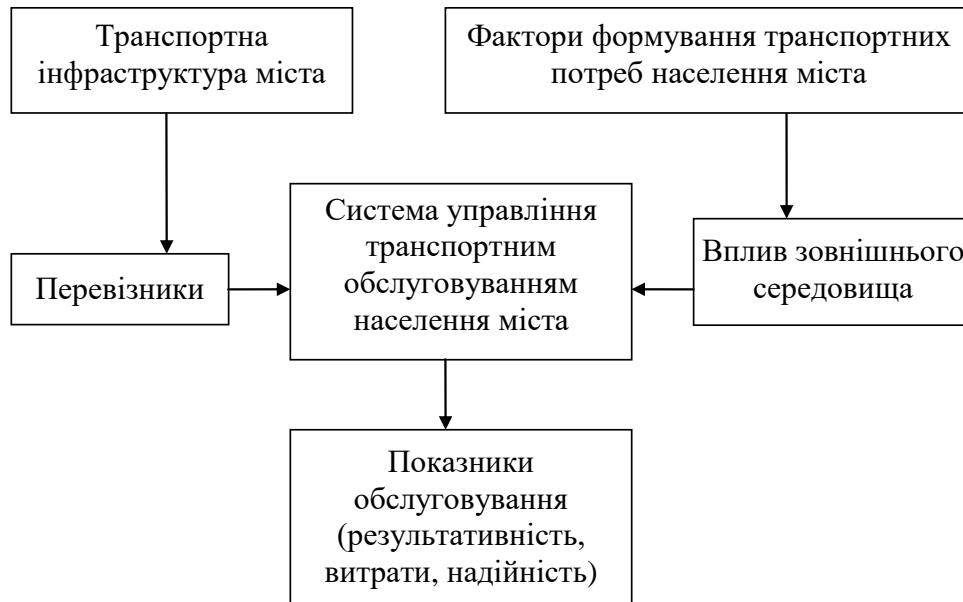 Транспортна
інфраструктура міста
Фактори формування транспортних
потреб населення міста
Система управління
транспортним
обслуговуванням
населення міста
Перевізники
Вплив зовнішнього
середовища
Показники
обслуговування
(результативність,
витрати, надійність)